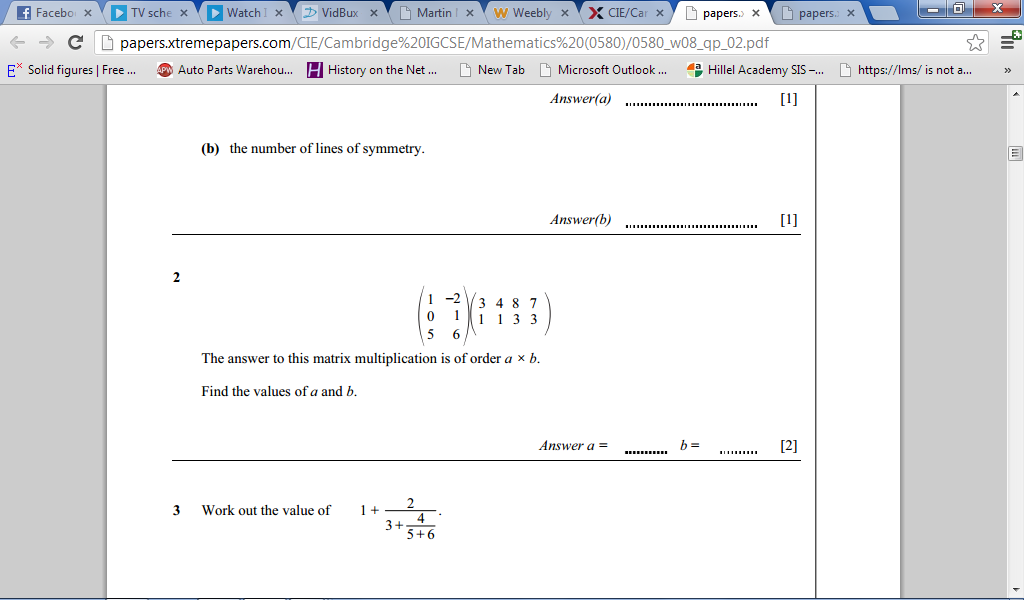 Facebo
TV sche
Watch
VidBux
Martin
Weebly
CIE/Car
papers.x
papers.
papers.xtremepapers.com/CIE/Cambridge%20IGCSE/Mathematics%20(0580)/0580_w08_qp_02.pdf
Solid figures | Free ...
APW Auto Parts Warehou...
H History on the Net ...
New Tab
Microsoft Outlook ...
Hillel Academy SIS –...
https://lms/ is not a...
»
Answer(a) .................................. [1]
(b) the number of lines of symmetry.
Answer(b) .................................. [1]
2
1 −2 3 4 8 7
0 1 1 1 3 3
5 6
The answer to this matrix multiplication is of order a × b.
Find the values of a and b.
Answer a = ........... b = .......... [2]
3 Work out the value of 1 + 2
3 + 4 .
5 + 6